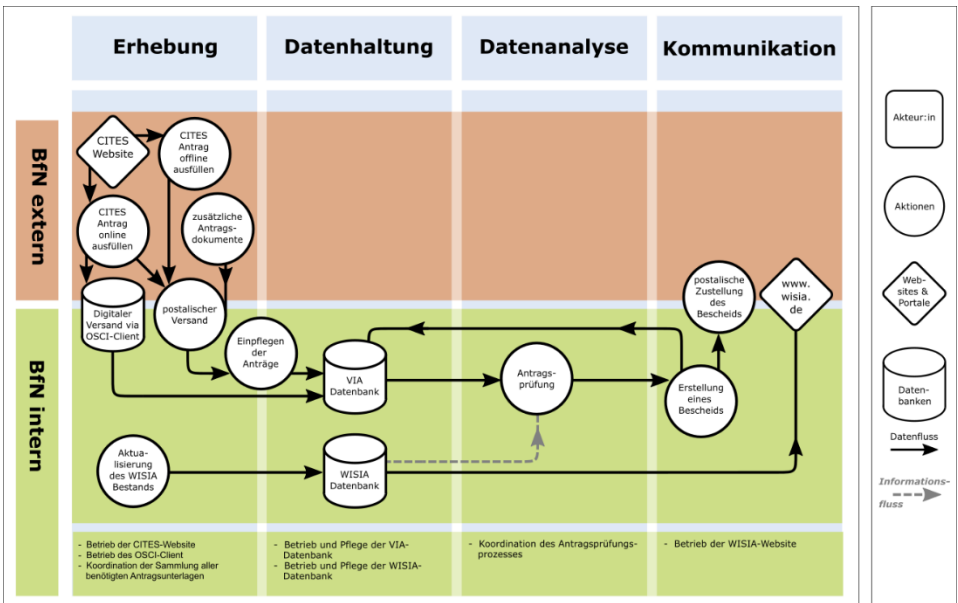 Erhebung
Datenhaltung
Datenanalyse
Kommunikation
BfN extern
CITES
Website
CITES
Antrag
offline
ausfüllen
CITES
Antrag
online
ausfüllen
zusätzliche
Antrags-
dokumente
Digitaler
Versand via
OSCI-Client
postalischer
Versand
postalische
Zustellung
des
Bescheids
www.
wisia.
de
BfN intern
Einpflegen
der
Anträge
VIA
Datenbank
Antrags-
prüfung
Erstellung
eines
Bescheids
Aktua-
lisierung
des WISIA
Bestands
WISIA
Datenbank
- Betrieb der CITES-Website
- Betrieb des OSCI-Client
- Koordination der Sammlung aller
benötigten Antragsunterlagen
- Betrieb und Pflege der VIA-
Datenbank
- Betrieb und Pflege der WISIA-
Datenbank
- Koordination des Antragsprüfungs-
prozesses
- Betrieb der WISIA-Website
Akteur:in
Aktionen
Web-
sites &
Portale
Daten-
banken
Datenfluss
Informations-
fluss